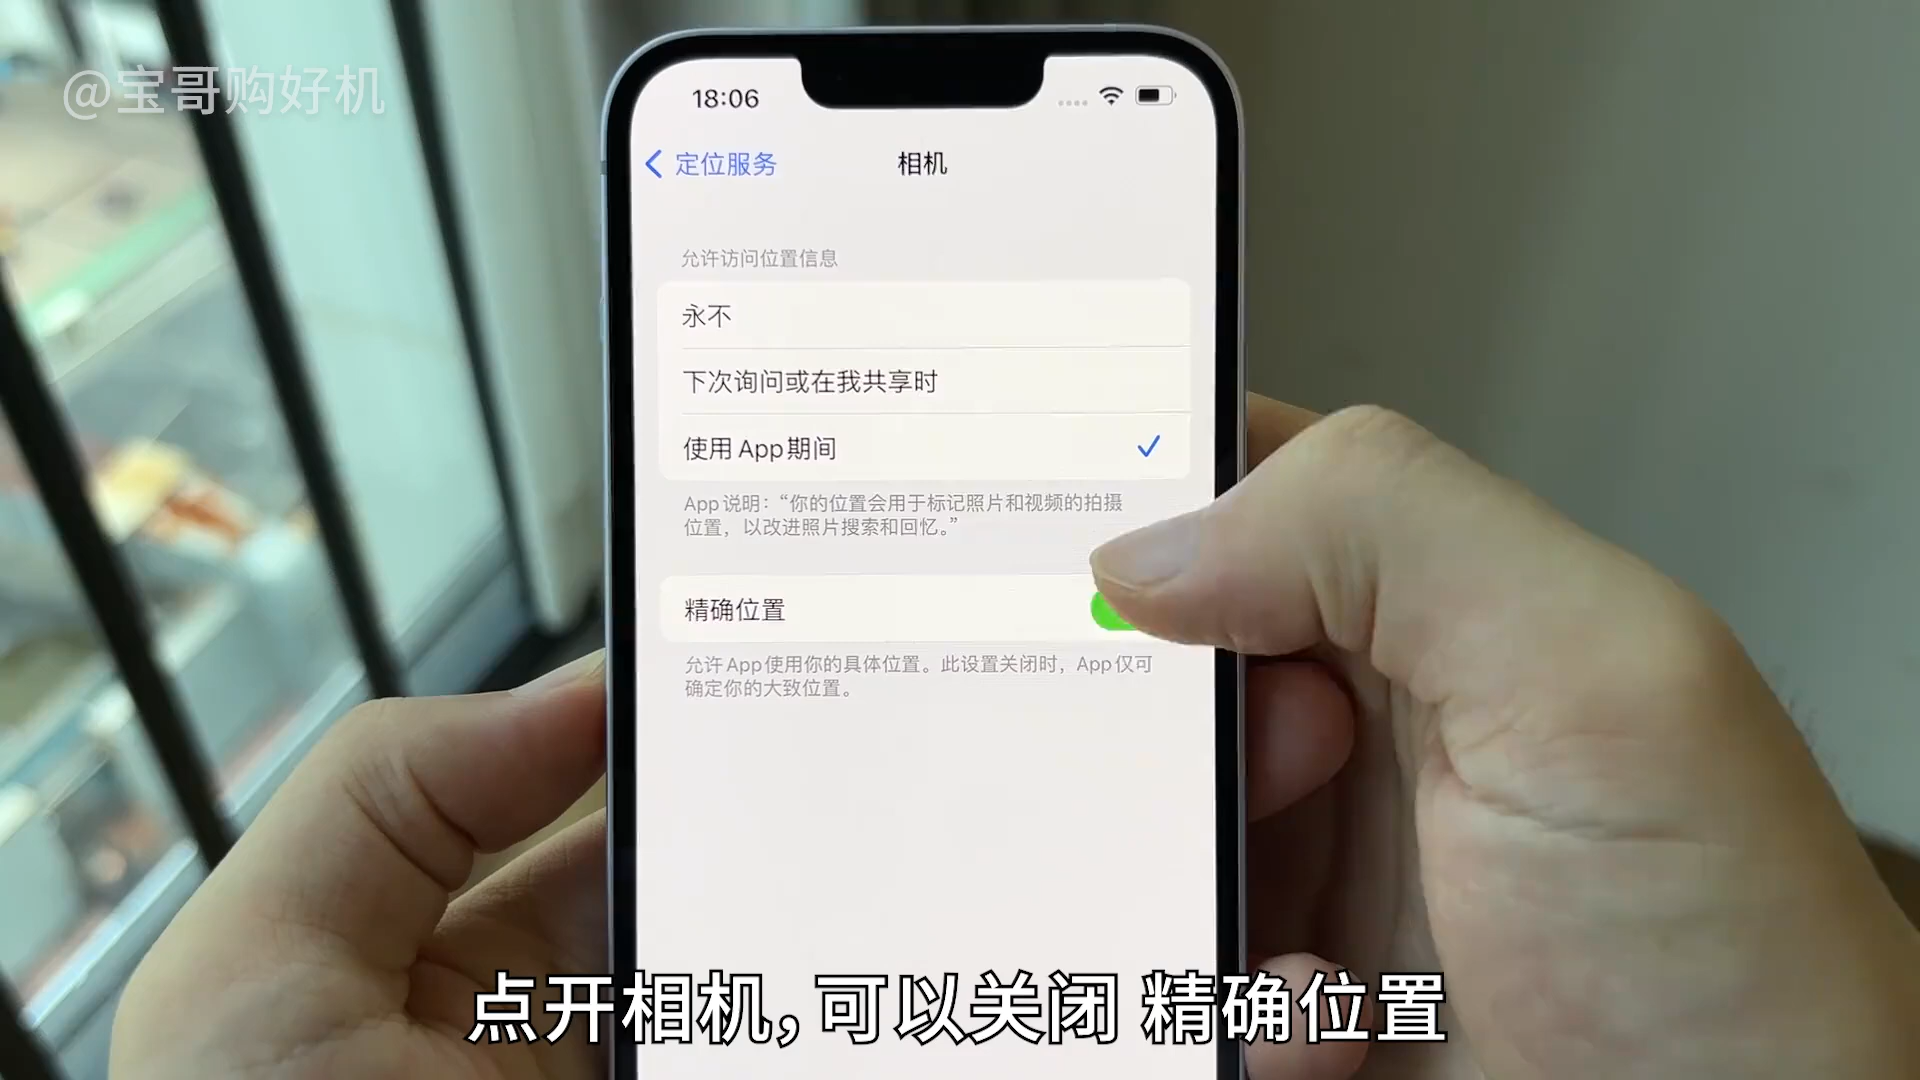 @宝哥购好机
18:06
定位服务
相机
允许访问位置信息
永不
下次询问或在我共享时
使用 App 期间
App 说明：“你的位置会用于标记照片和视频的拍摄
位置，以改进照片搜索和回忆。”
精确位置
允许 App 使用你的具体位置。此设置关闭时，App 仅可
确定你的大致位置。
点开相机，可以关闭 精确位置